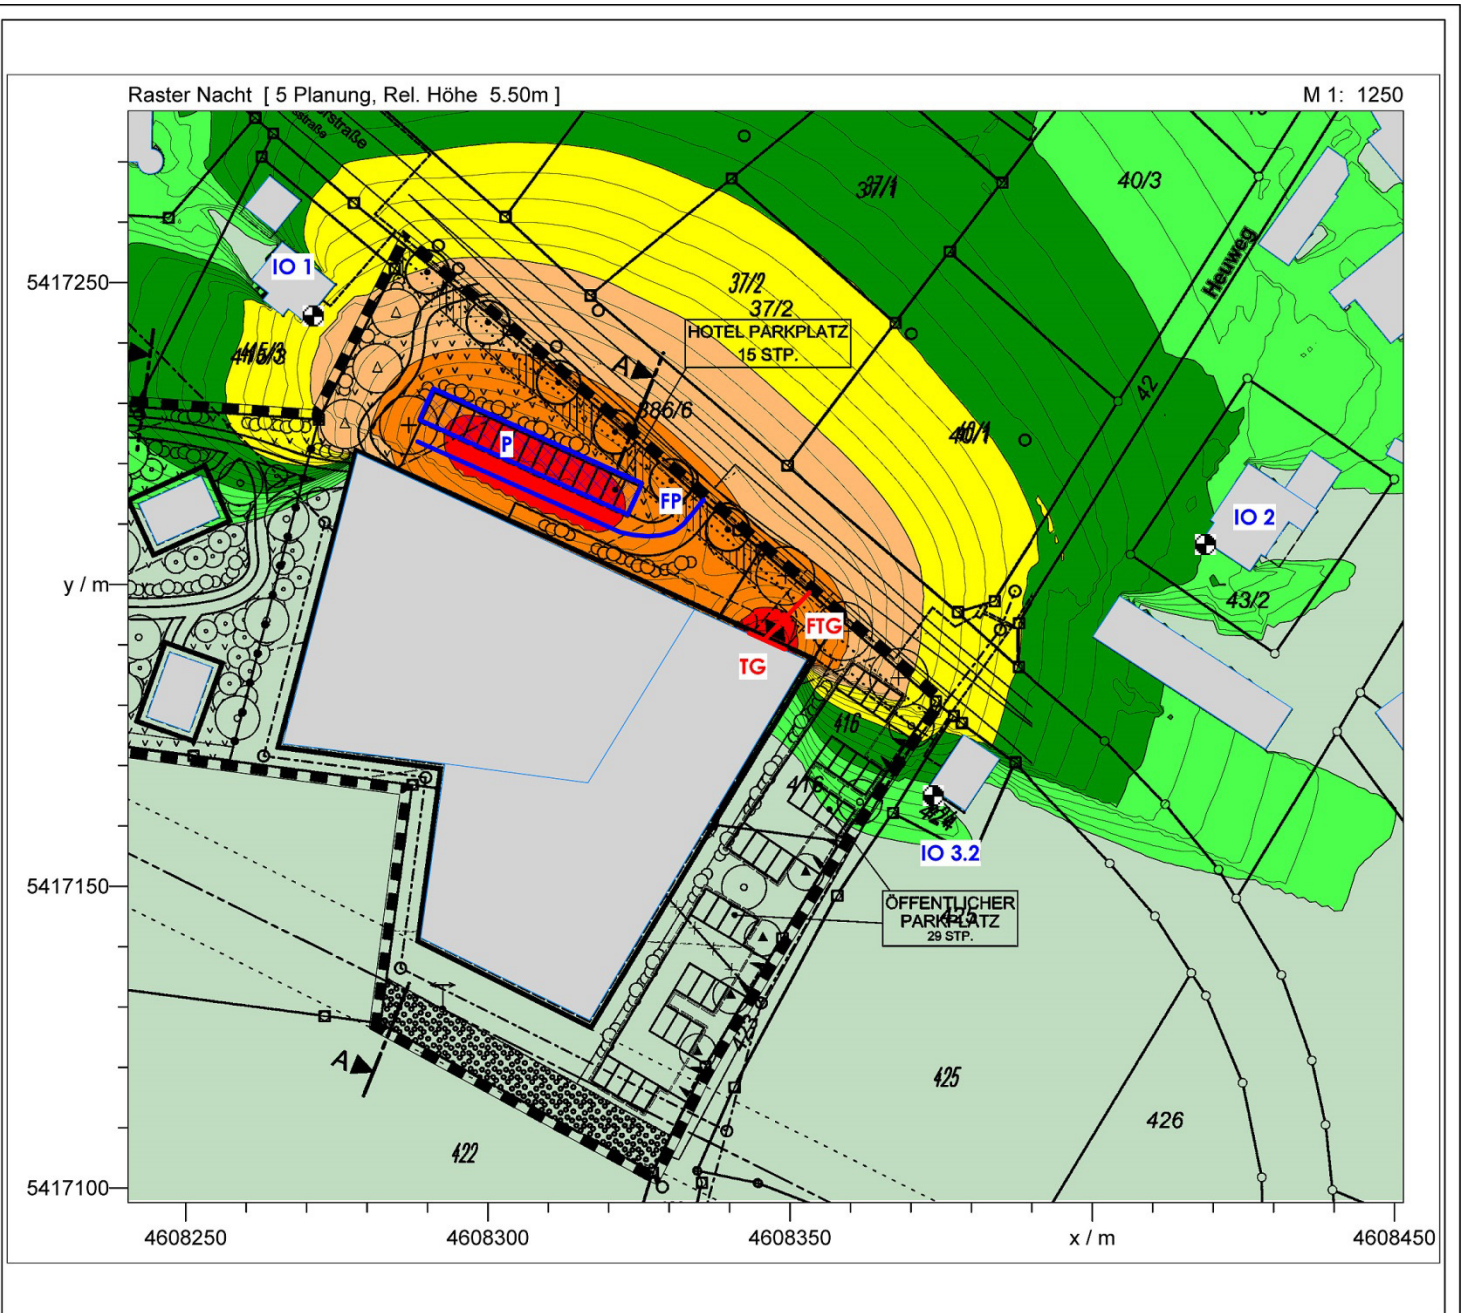 Raster Nacht [ 5 Planung, Rel. Höhe 5.50m ]
M 1: 1250
37/1
40/3
Heuweg
IO 1
5417250
37/2
37/2
HOTEL PARKPLATZ
15 STP.
415/3
A
386/6
42
40/1
P
FP
IO 2
y / m
43/2
FTG
TG
416
416
424
IO 3.2
5417150
ÖFFENTLICHER
PARKPLATZ
29 STP.
425
423
A
425
426
422
5417100
4608250
4608300
4608350
x / m
4608450